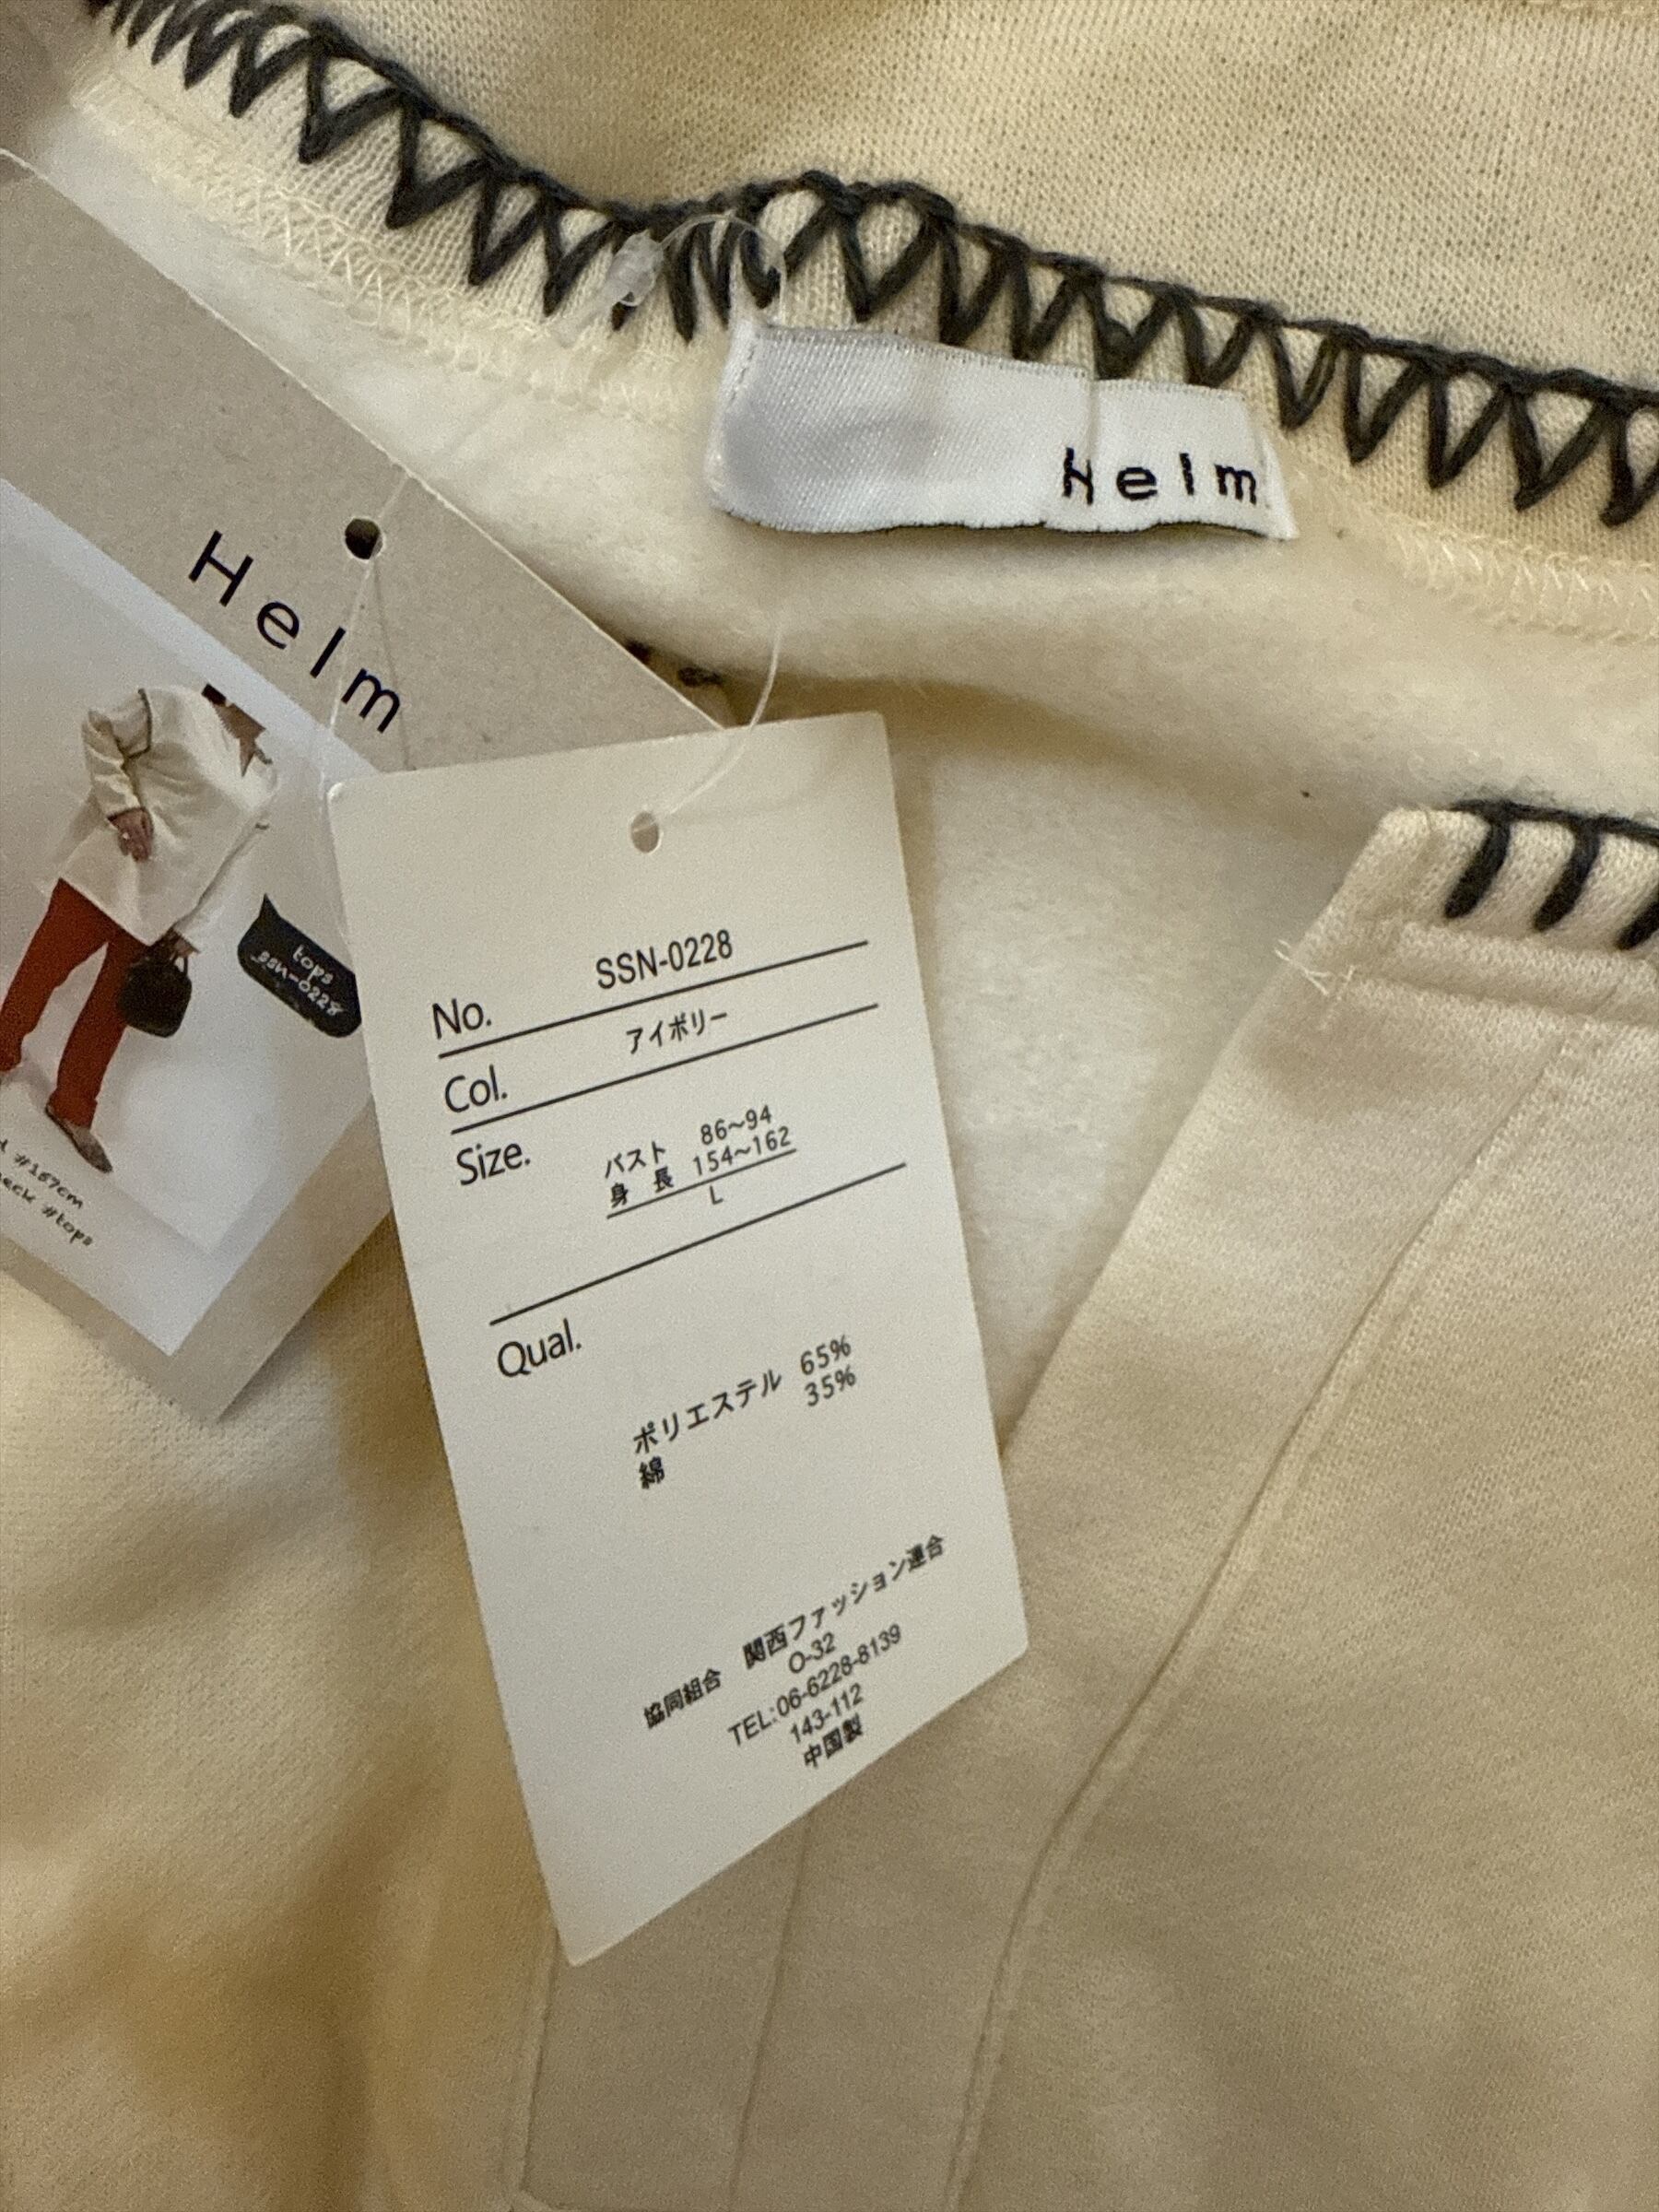 Helm
Helm
tops
ssn-0228
#157cm
#tops
No. SSN-0228
Col. アイボリー
Size. バスト 86〜94
身長 154〜162
L
Qual.
ポリエステル 65%
綿 35%
協同組合 関西ファッション連合
O-32
TEL:06-6228-8139
143-112
中国製